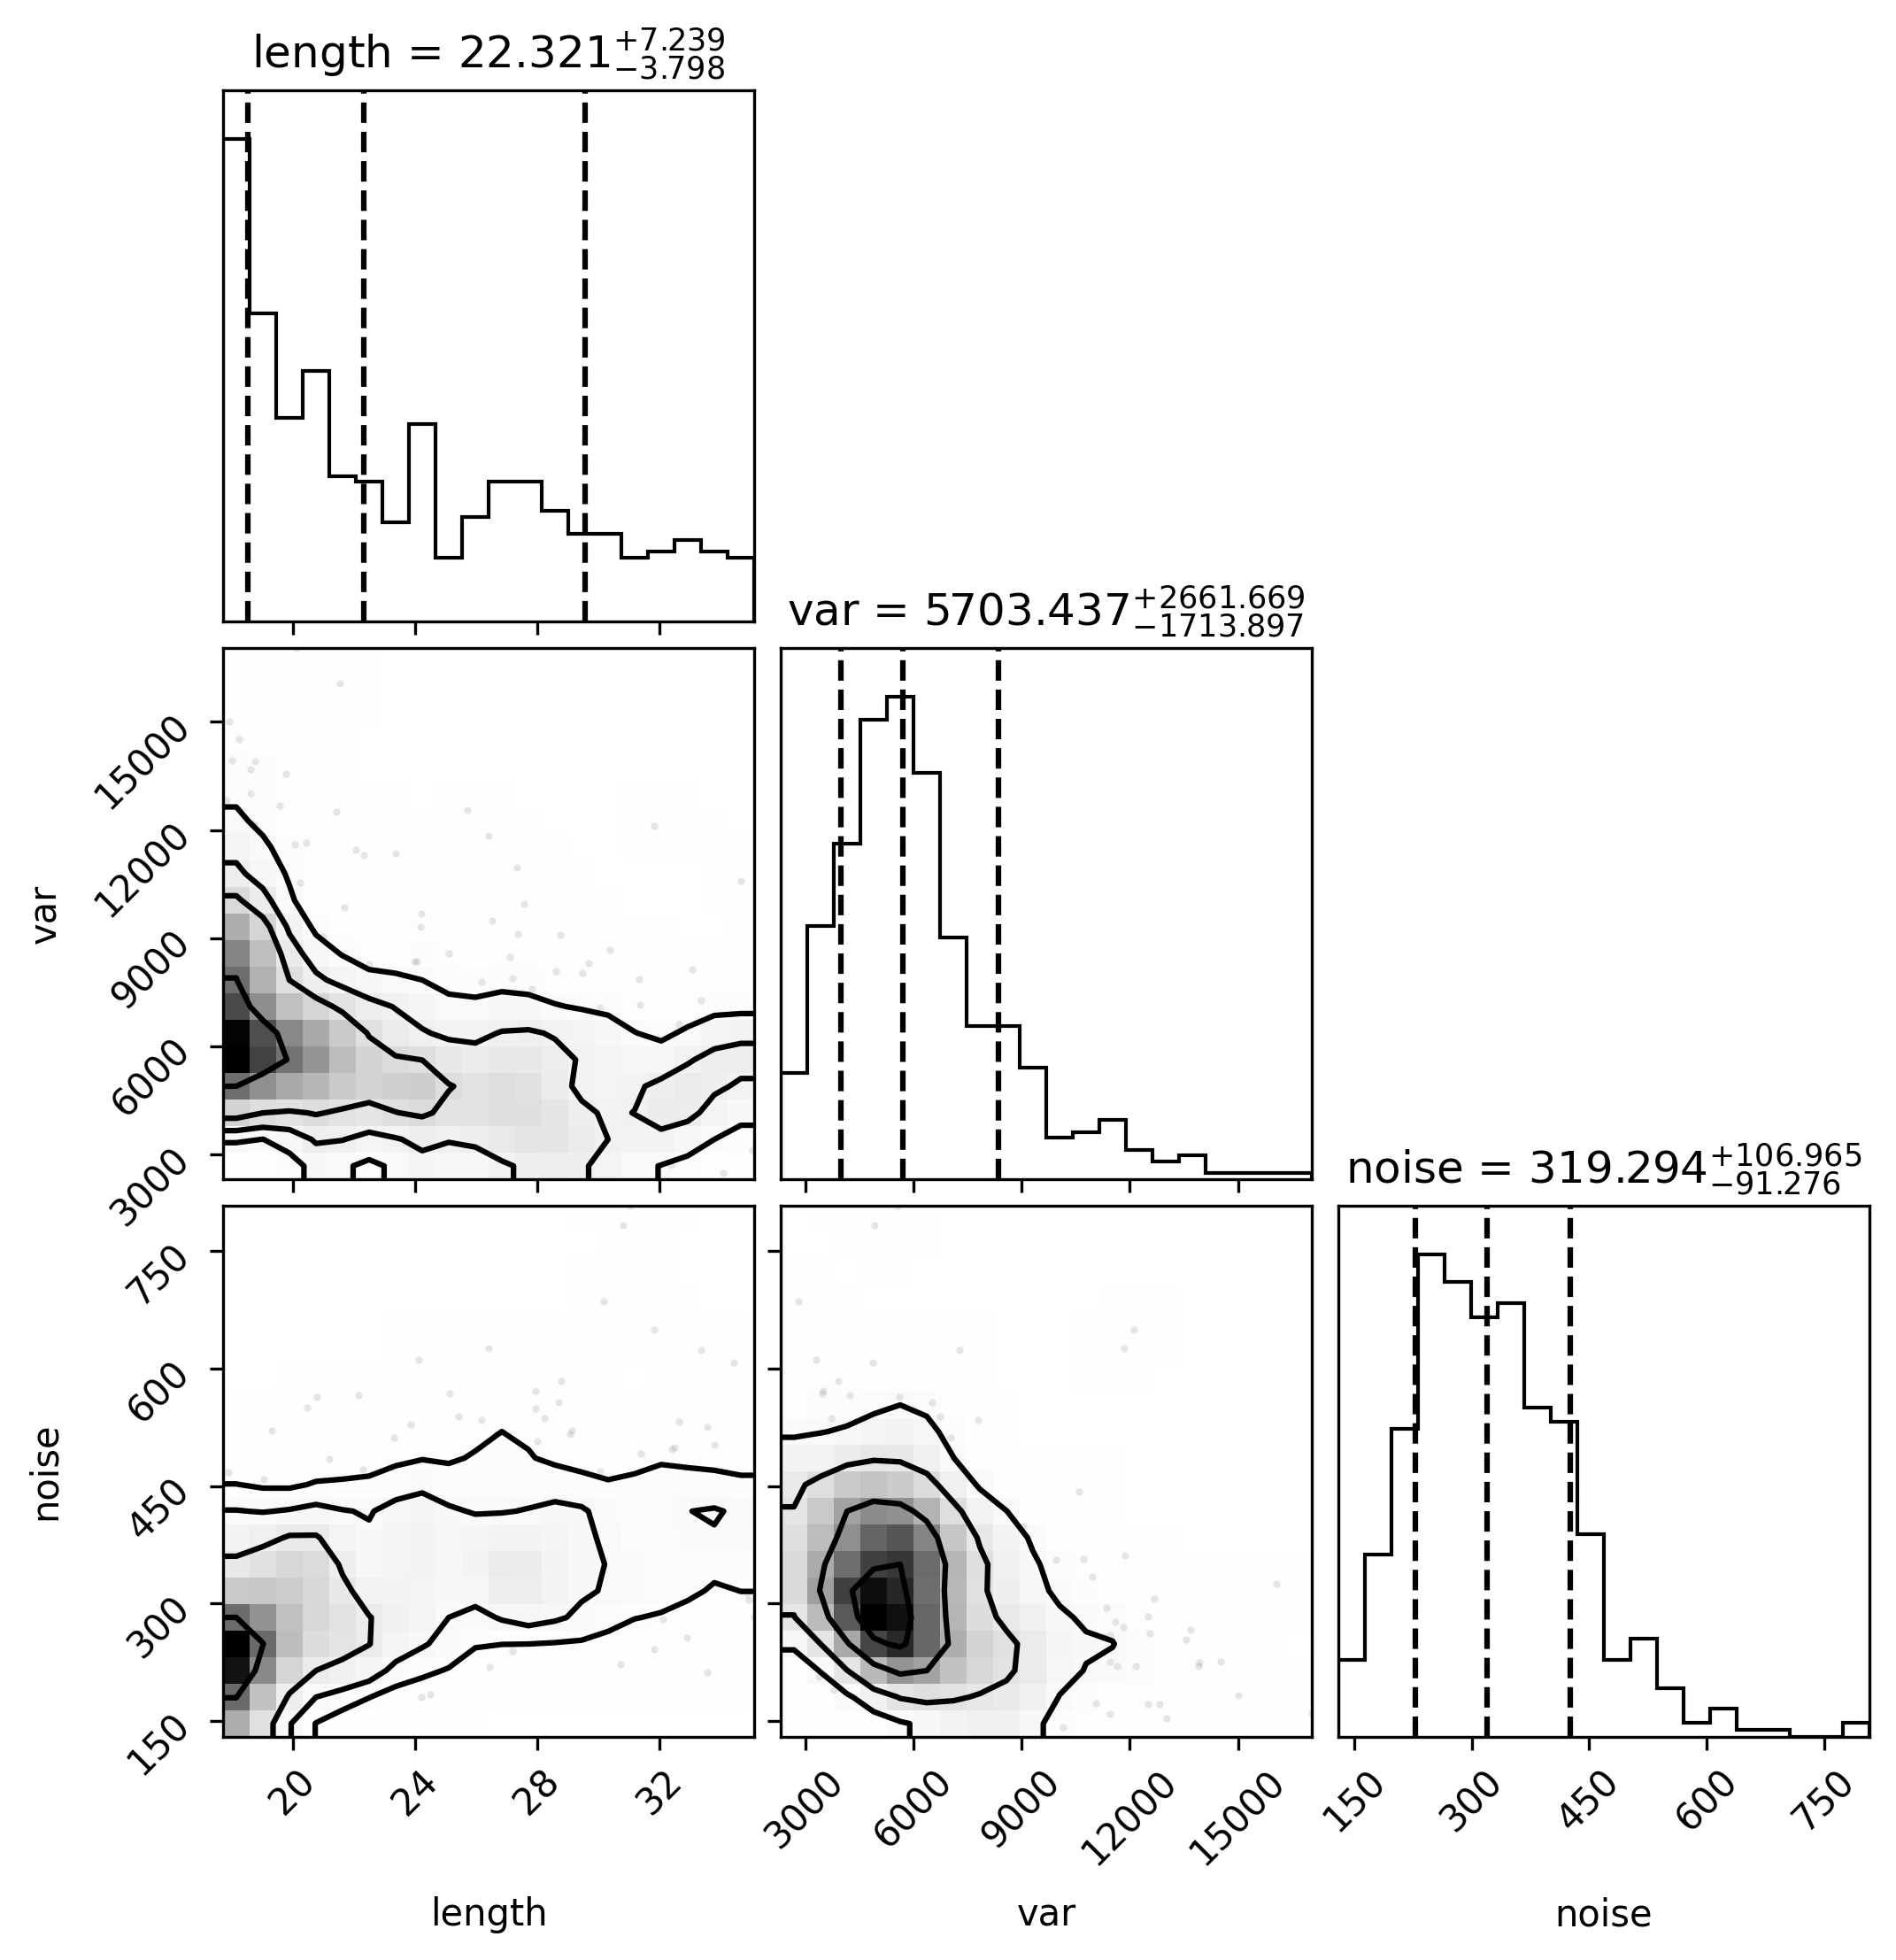 length = 22.321 +7.239 −3.798
var = 5703.437 +2661.669 −1713.897
15000
12000
9000
6000
3000
var
noise = 319.294 +106.965 −91.276
750
600
450
300
150
noise
20 24 28 32
3000 6000 9000 12000 15000
150 300 450 600 750
length var noise